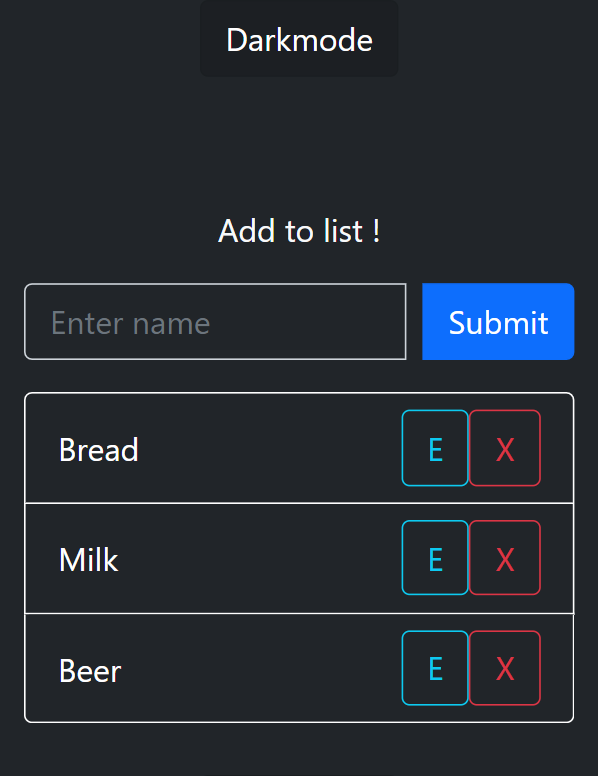 Darkmode
Add to list !
Enter name Submit
Bread E X
Milk E X
Beer E X